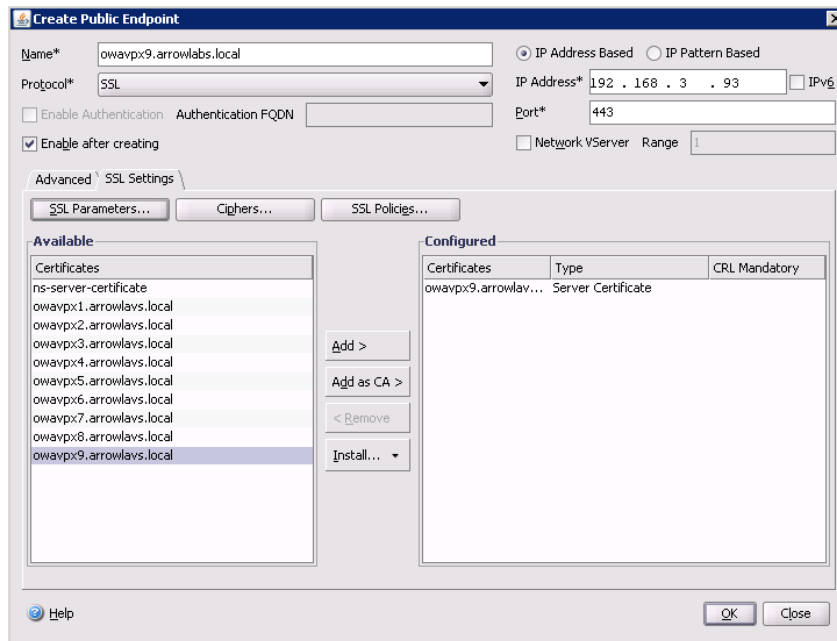 Create Public Endpoint
Name* owavpx9.arrowlabs.local
IP Address Based IP Pattern Based
Protocol* SSL
IP Address* 192 . 168 . 3 . 93 IPv6
Enable Authentication Authentication FQDN
Port* 443
Enable after creating
Network VServer Range 1
Advanced SSL Settings
SSL Parameters... Ciphers... SSL Policies...
Available
Configured
Certificates
Certificates Type CRL Mandatory
ns-server-certificate
owavpx9.arrowlav... Server Certificate
owavpx1.arrowlavs.local
owavpx2.arrowlavs.local
owavpx3.arrowlavs.local
owavpx4.arrowlavs.local
owavpx5.arrowlavs.local
owavpx6.arrowlavs.local
owavpx7.arrowlavs.local
owavpx8.arrowlavs.local
owavpx9.arrowlavs.local
Add >
Add as CA >
< Remove
Install...
Help
OK Close